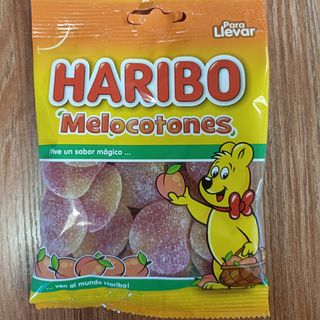 Para
Llevar
HARIBO
Melocotones
¡Vive un sabor mágico ...
... ven al mundo Haribo!